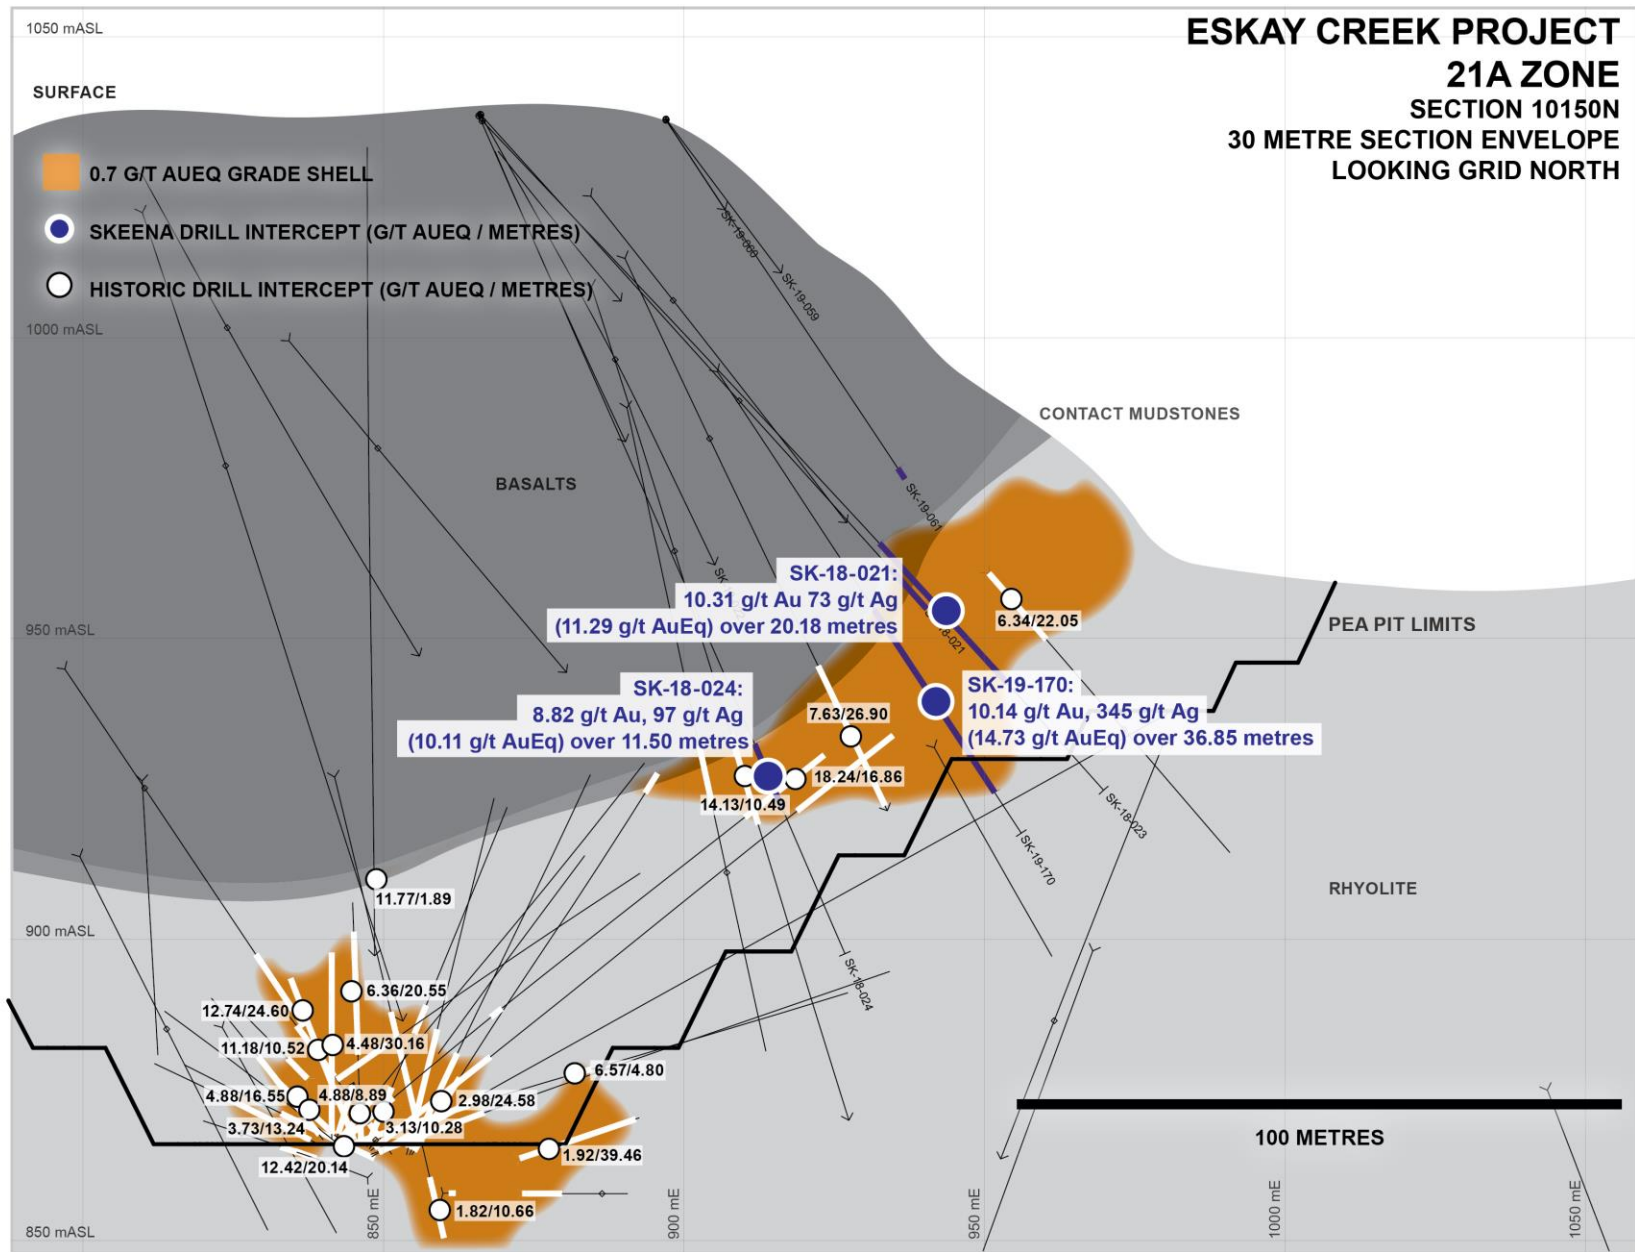 1050 mASL
ESKAY CREEK PROJECT
21A ZONE
SECTION 10150N
30 METRE SECTION ENVELOPE
LOOKING GRID NORTH
SURFACE
0.7 G/T AUEQ GRADE SHELL
SKEENA DRILL INTERCEPT (G/T AUEQ / METRES)
HISTORIC DRILL INTERCEPT (G/T AUEQ / METRES)
SK-19-060
SK-19-059
1000 mASL
CONTACT MUDSTONES
BASALTS
SK-19-061
SK-18-021:
10.31 g/t Au 73 g/t Ag
(11.29 g/t AuEq) over 20.18 metres
6.34/22.05
950 mASL
PEA PIT LIMITS
SK-18-024:
8.82 g/t Au, 97 g/t Ag
(10.11 g/t AuEq) over 11.50 metres
SK-19-170:
10.14 g/t Au, 345 g/t Ag
(14.73 g/t AuEq) over 36.85 metres
7.63/26.90
18.24/16.86
14.13/10.49
SK-18-023
SK-19-170
RHYOLITE
11.77/1.89
900 mASL
SK-18-024
6.36/20.55
12.74/24.60
11.18/10.52
4.48/30.16
6.57/4.80
4.88/16.55
4.88/8.89
2.98/24.58
3.73/13.24
3.13/10.28
12.42/20.14
1.92/39.46
100 METRES
1.82/10.66
850 mASL
850 mE
900 mE
950 mE
1000 mE
1050 mE